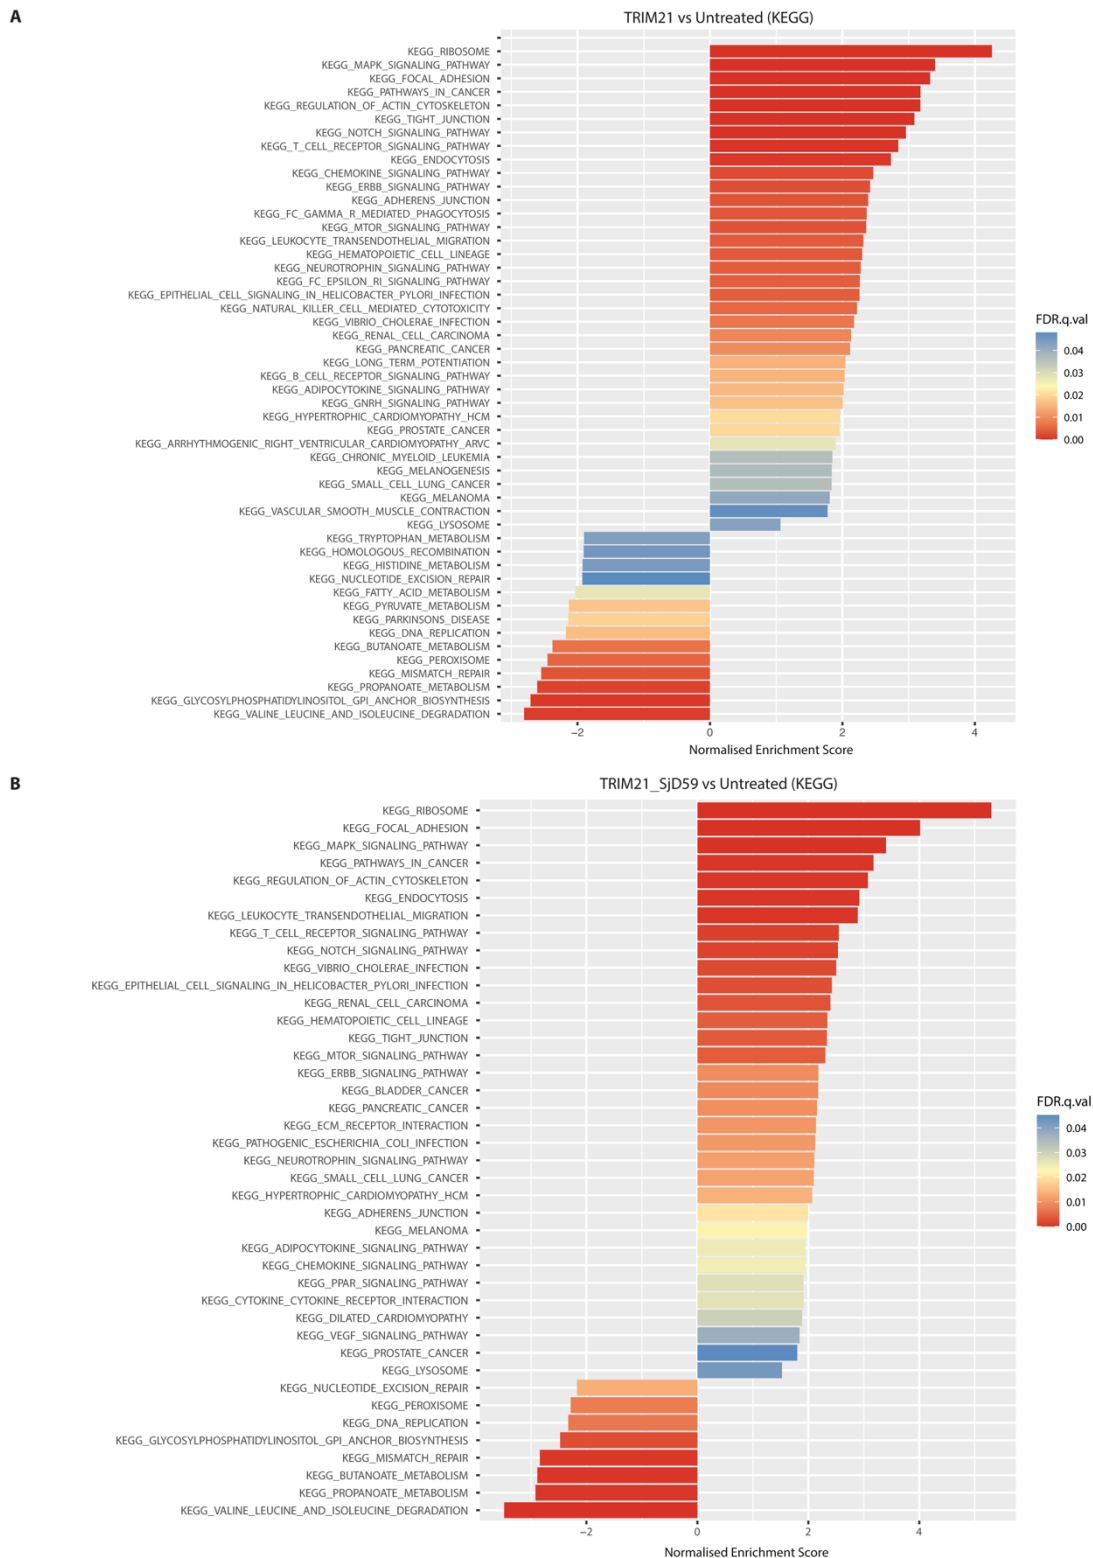 A
TRIM21 vs Untreated (KEGG)
KEGG_RIBOSOME
KEGG_MAPK_SIGNALING_PATHWAY
KEGG_FOCAL_ADHESION
KEGG_PATHWAYS_IN_CANCER
KEGG_REGULATION_OF_ACTIN_CYTOSKELETON
KEGG_TIGHT_JUNCTION
KEGG_NOTCH_SIGNALING_PATHWAY
KEGG_T_CELL_RECEPTOR_SIGNALING_PATHWAY
KEGG_ENDOCYTOSIS
KEGG_CHEMOKINE_SIGNALING_PATHWAY
KEGG_ERBB_SIGNALING_PATHWAY
KEGG_ADHERENS_JUNCTION
KEGG_FC_GAMMA_R_MEDIATED_PHAGOCYTOSIS
KEGG_MTOR_SIGNALING_PATHWAY
KEGG_LEUKOCYTE_TRANSENDOTHELIAL_MIGRATION
KEGG_HEMATOPOIETIC_CELL_LINEAGE
KEGG_NEUROTROPHIN_SIGNALING_PATHWAY
KEGG_FC_EPSILON_RI_SIGNALING_PATHWAY
KEGG_EPITHELIAL_CELL_SIGNALING_IN_HELICOBACTER_PYLORI_INFECTION
KEGG_NATURAL_KILLER_CELL_MEDIATED_CYTOTOXICITY
KEGG_VIBRIO_CHOLERAE_INFECTION
KEGG_RENAL_CELL_CARCINOMA
KEGG_PANCREATIC_CANCER
KEGG_LONG_TERM_POTENTIATION
KEGG_B_CELL_RECEPTOR_SIGNALING_PATHWAY
KEGG_ADIPOCYTOKINE_SIGNALING_PATHWAY
KEGG_GNRH_SIGNALING_PATHWAY
KEGG_HYPERTROPHIC_CARDIOMYOPATHY_HCM
KEGG_PROSTATE_CANCER
KEGG_ARRHYTHMOGENIC_RIGHT_VENTRICULAR_CARDIOMYOPATHY_ARVC
KEGG_CHRONIC_MYELOID_LEUKEMIA
KEGG_MELANOGENESIS
KEGG_SMALL_CELL_LUNG_CANCER
KEGG_MELANOMA
KEGG_VASCULAR_SMOOTH_MUSCLE_CONTRACTION
KEGG_LYSOSOME
KEGG_TRYPTOPHAN_METABOLISM
KEGG_HOMOLOGOUS_RECOMBINATION
KEGG_HISTIDINE_METABOLISM
KEGG_NUCLEOTIDE_EXCISION_REPAIR
KEGG_FATTY_ACID_METABOLISM
KEGG_PYRUVATE_METABOLISM
KEGG_PARKINSONS_DISEASE
KEGG_DNA_REPLICATION
KEGG_BUTANOATE_METABOLISM
KEGG_PEROXISOME
KEGG_MISMATCH_REPAIR
KEGG_PROPANOATE_METABOLISM
KEGG_GLYCOSYLPHOSPHATIDYLINOSITOL_GPI_ANCHOR_BIOSYNTHESIS
KEGG_VALINE_LEUCINE_AND_ISOLEUCINE_DEGRADATION
−2 0 2 4
Normalised Enrichment Score
FDR.q.val
0.04
0.03
0.02
0.01
0.00
B
TRIM21_SjD59 vs Untreated (KEGG)
KEGG_RIBOSOME
KEGG_FOCAL_ADHESION
KEGG_MAPK_SIGNALING_PATHWAY
KEGG_PATHWAYS_IN_CANCER
KEGG_REGULATION_OF_ACTIN_CYTOSKELETON
KEGG_ENDOCYTOSIS
KEGG_LEUKOCYTE_TRANSENDOTHELIAL_MIGRATION
KEGG_T_CELL_RECEPTOR_SIGNALING_PATHWAY
KEGG_NOTCH_SIGNALING_PATHWAY
KEGG_VIBRIO_CHOLERAE_INFECTION
KEGG_EPITHELIAL_CELL_SIGNALING_IN_HELICOBACTER_PYLORI_INFECTION
KEGG_RENAL_CELL_CARCINOMA
KEGG_HEMATOPOIETIC_CELL_LINEAGE
KEGG_TIGHT_JUNCTION
KEGG_MTOR_SIGNALING_PATHWAY
KEGG_ERBB_SIGNALING_PATHWAY
KEGG_BLADDER_CANCER
KEGG_PANCREATIC_CANCER
KEGG_ECM_RECEPTOR_INTERACTION
KEGG_PATHOGENIC_ESCHERICHIA_COLI_INFECTION
KEGG_NEUROTROPHIN_SIGNALING_PATHWAY
KEGG_SMALL_CELL_LUNG_CANCER
KEGG_HYPERTROPHIC_CARDIOMYOPATHY_HCM
KEGG_ADHERENS_JUNCTION
KEGG_MELANOMA
KEGG_ADIPOCYTOKINE_SIGNALING_PATHWAY
KEGG_CHEMOKINE_SIGNALING_PATHWAY
KEGG_PPAR_SIGNALING_PATHWAY
KEGG_CYTOKINE_CYTOKINE_RECEPTOR_INTERACTION
KEGG_DILATED_CARDIOMYOPATHY
KEGG_VEGF_SIGNALING_PATHWAY
KEGG_PROSTATE_CANCER
KEGG_LYSOSOME
KEGG_NUCLEOTIDE_EXCISION_REPAIR
KEGG_PEROXISOME
KEGG_DNA_REPLICATION
KEGG_GLYCOSYLPHOSPHATIDYLINOSITOL_GPI_ANCHOR_BIOSYNTHESIS
KEGG_MISMATCH_REPAIR
KEGG_BUTANOATE_METABOLISM
KEGG_PROPANOATE_METABOLISM
KEGG_VALINE_LEUCINE_AND_ISOLEUCINE_DEGRADATION
−2 0 2 4
Normalised Enrichment Score
FDR.q.val
0.04
0.03
0.02
0.01
0.00